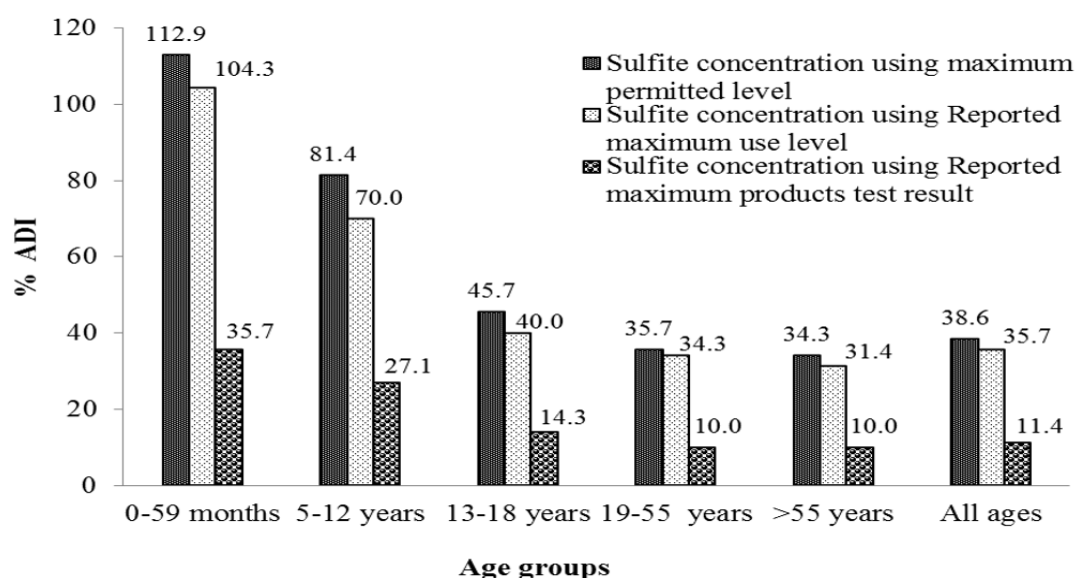 120
100
80
60
40
20
0
% ADI
112.9
104.3
35.7
81.4
70.0
27.1
45.7
40.0
14.3
35.7
34.3
10.0
34.3
31.4
10.0
38.6
35.7
11.4
Sulfite concentration using maximum
permitted level
Sulfite concentration using Reported
maximum use level
Sulfite concentration using Reported
maximum products test result
0-59 months 5-12 years 13-18 years 19-55 years >55 years All ages
Age groups